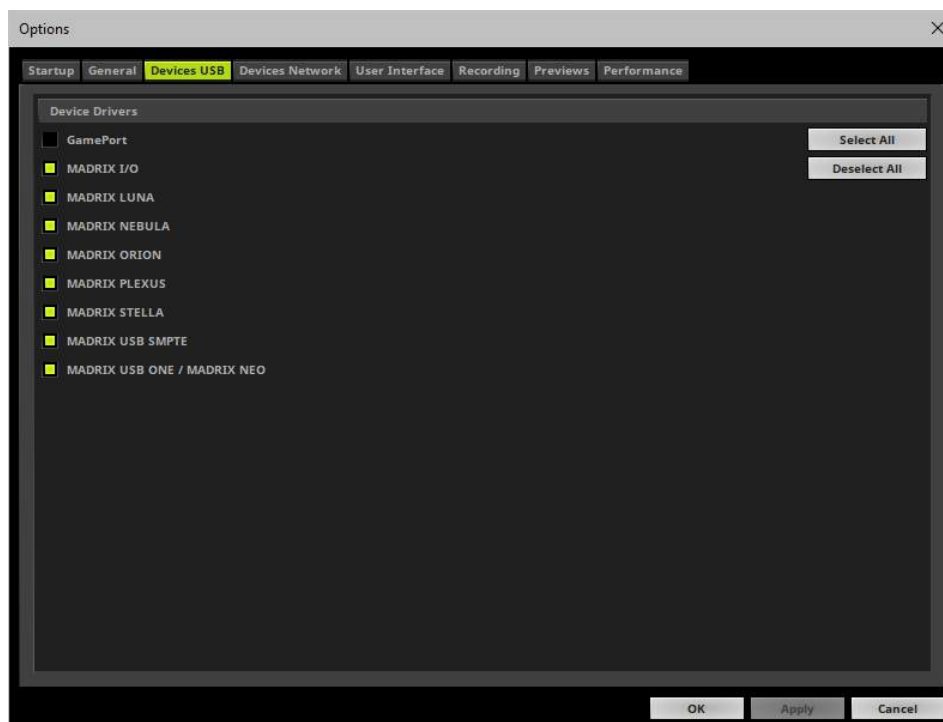 Options
Startup General Devices USB Devices Network User Interface Recording Previews Performance
Device Drivers
GamePort
Select All
MADRIX I/O
Deselect All
MADRIX LUNA
MADRIX NEBULA
MADRIX ORION
MADRIX PLEXUS
MADRIX STELLA
MADRIX USB SMPTE
MADRIX USB ONE / MADRIX NEO
OK Apply Cancel